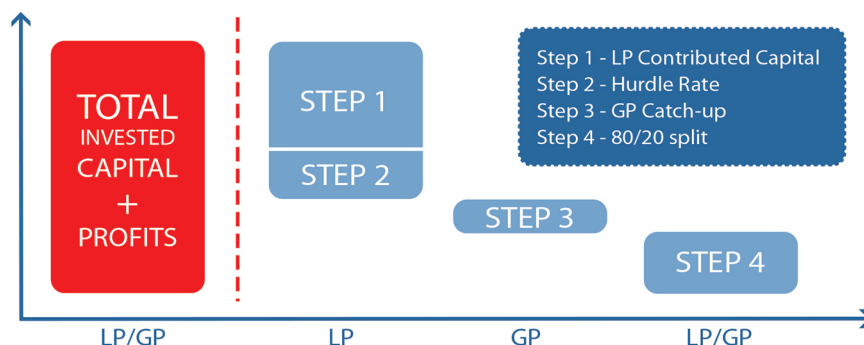 TOTAL
INVESTED
CAPITAL
+
PROFITS
STEP 1
STEP 2
STEP 3
STEP 4
Step 1 - LP Contributed Capital
Step 2 - Hurdle Rate
Step 3 - GP Catch-up
Step 4 - 80/20 split
LP/GP
LP
GP
LP/GP